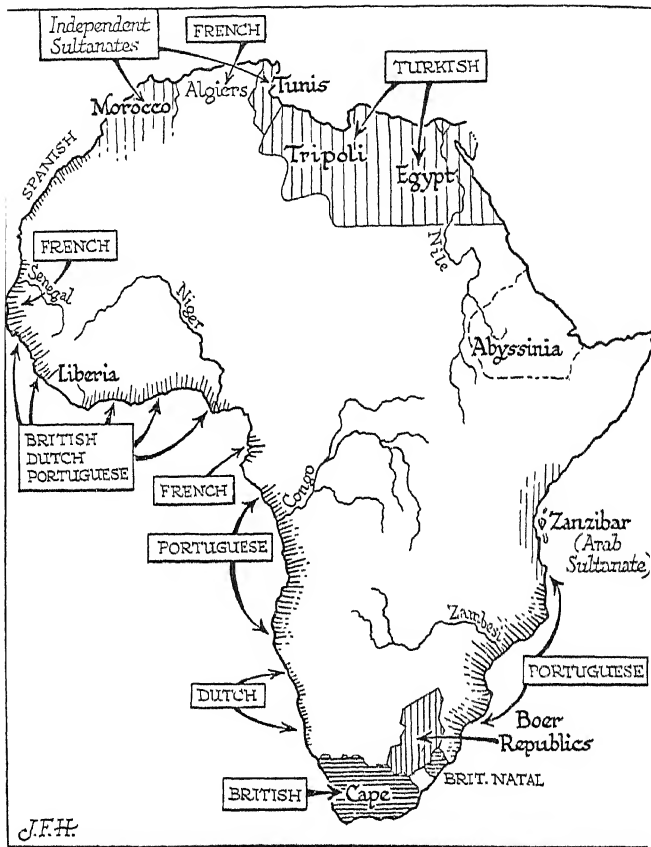 Independent
Sultanates
FRENCH
TURKISH
Morocco
Algiers
Tunis
Tripoli
Egypt
SPANISH
FRENCH
Senegal
Niger
Nile
Abyssinia
Liberia
BRITISH
DUTCH
PORTUGUESE
FRENCH
Congo
Zanzibar
(Arab
Sultanate)
PORTUGUESE
Zambesi
PORTUGUESE
DUTCH
Boer
Republics
BRIT. NATAL
BRITISH
Cape
J.F.H.